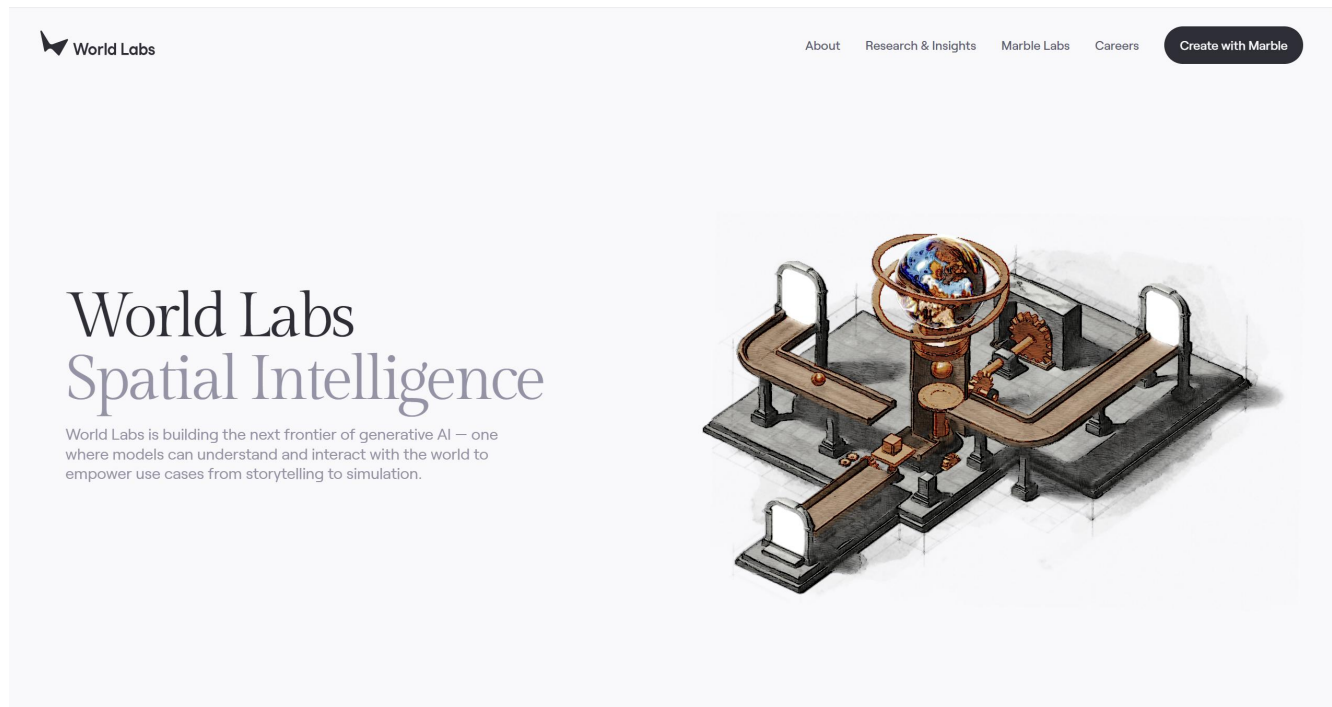 World Labs
About
Research & Insights
Marble Labs
Careers
Create with Marble
World Labs
Spatial Intelligence
World Labs is building the next frontier of generative AI — one
where models can understand and interact with the world to
empower use cases from storytelling to simulation.